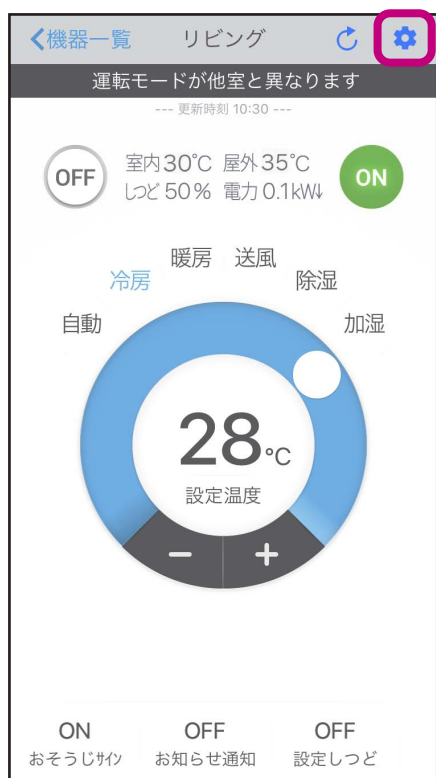 機器一覧 リビング
運転モードが他室と異なります
--- 更新時刻 10:30 ---
OFF
室内30℃ 屋外35℃
しつど50% 電力0.1kW↓
ON
暖房 送風
冷房 除湿
自動 加湿
28℃
設定温度
− +
ON OFF OFF
おそうじサイン お知らせ通知 設定しつど